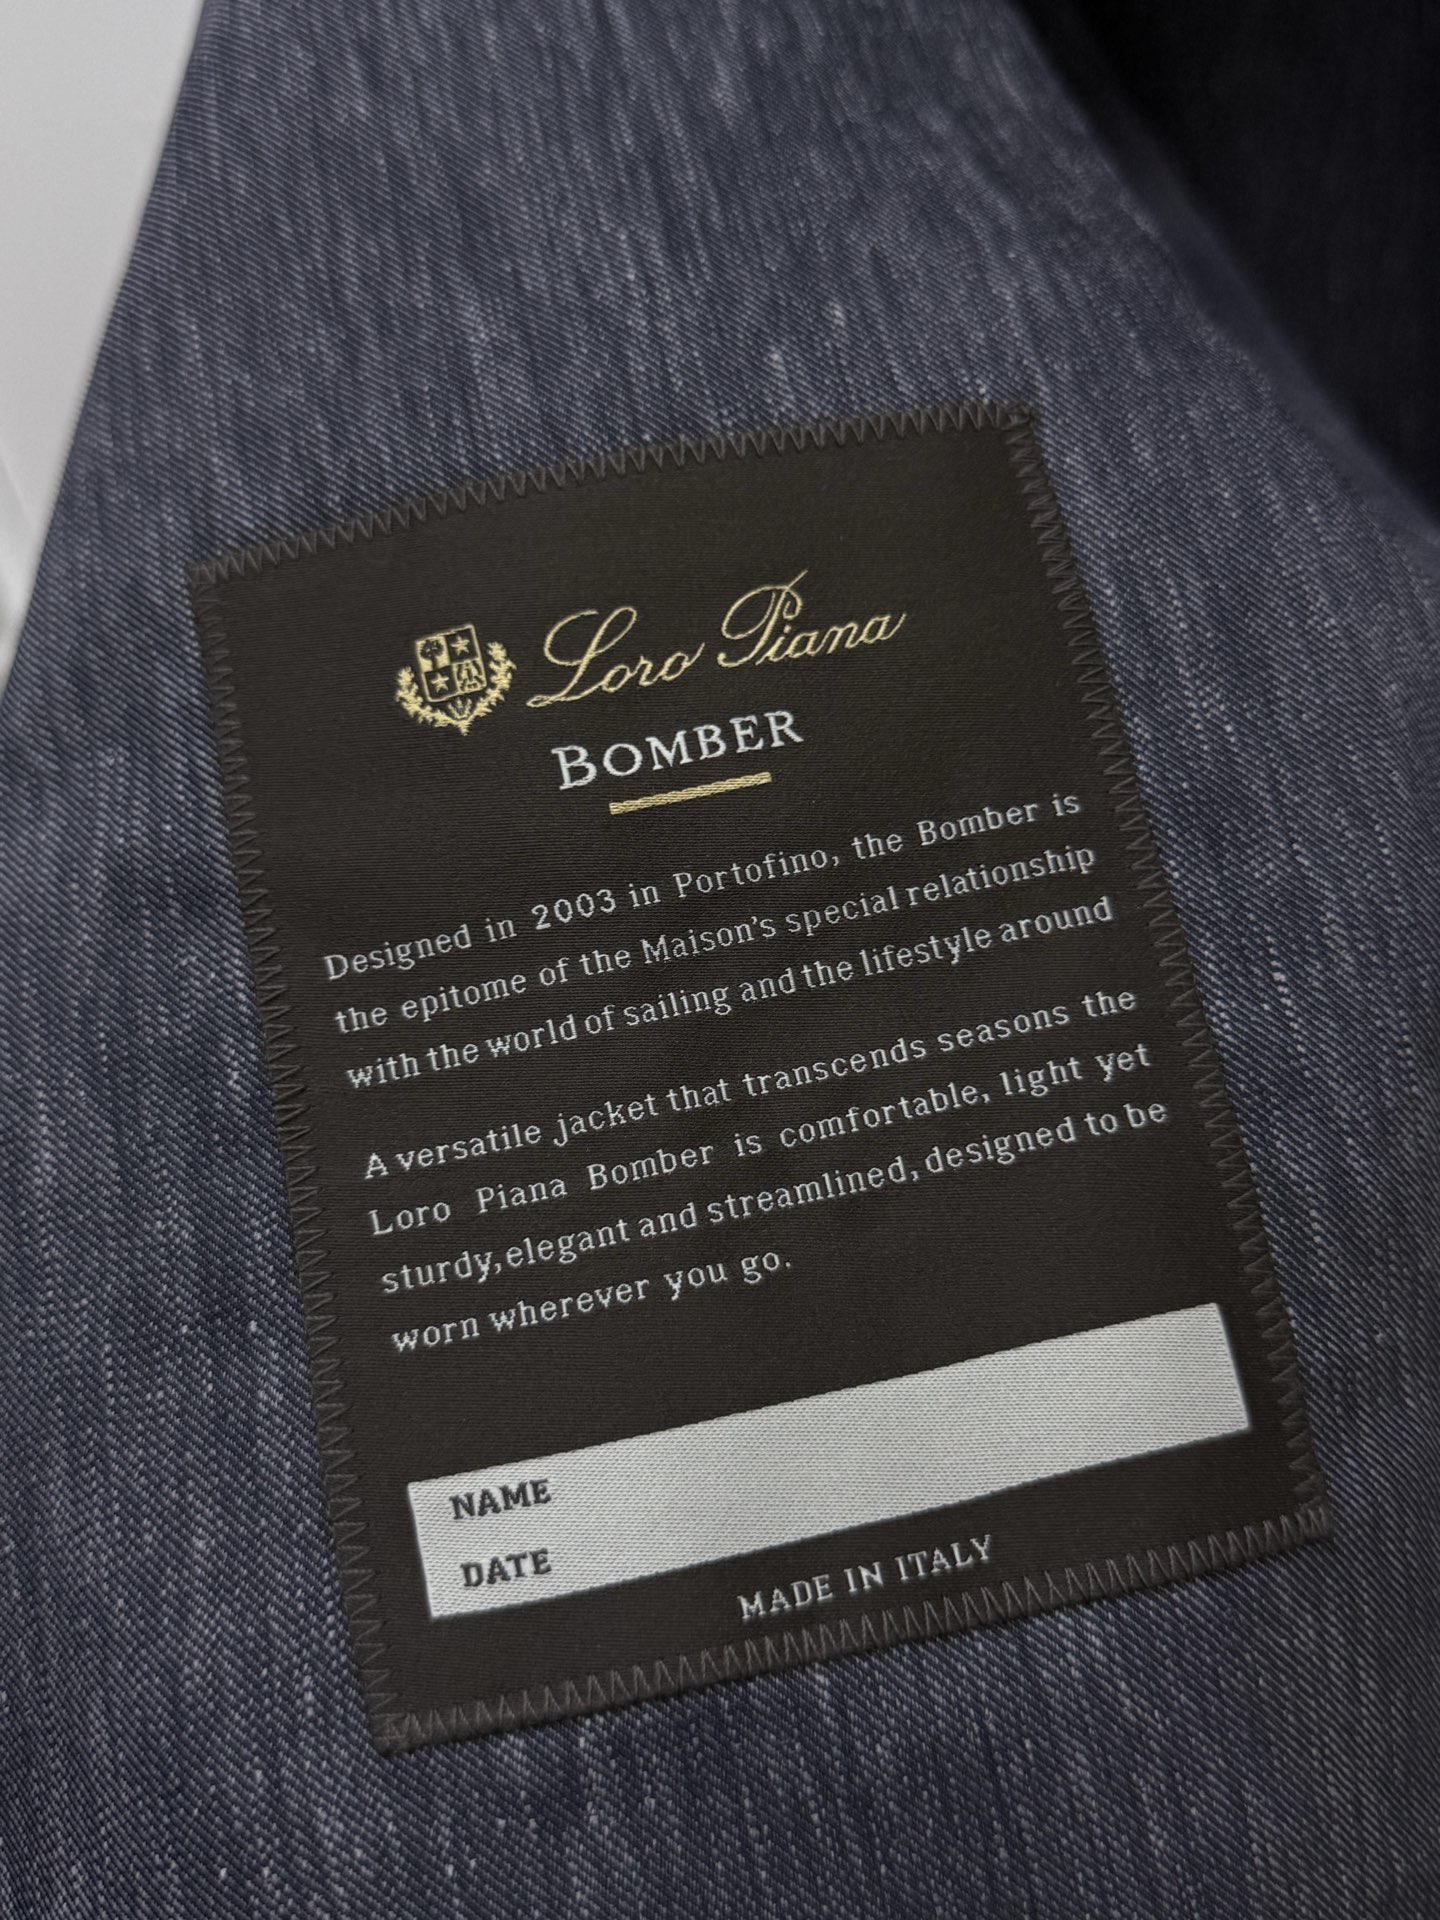 Loro Piana
BOMBER
Designed in 2003 in Portofino, the Bomber is
the epitome of the Maison's special relationship
with the world of sailing and the lifestyle around
A versatile jacket that transcends seasons the
Loro Piana Bomber is comfortable, light yet
sturdy, elegant and streamlined, designed to be
worn wherever you go.
NAME
DATE
MADE IN ITALY